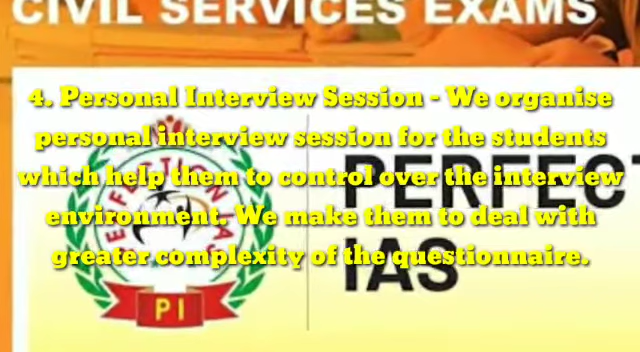 CIVIL SERVICES EXAMS
4. Personal Interview Session - We organise
personal interview session for the students
which help them to control over the interview
environment. We make them to deal with
greater complexity of the questionnaire.
PERFECT
IAS
PI